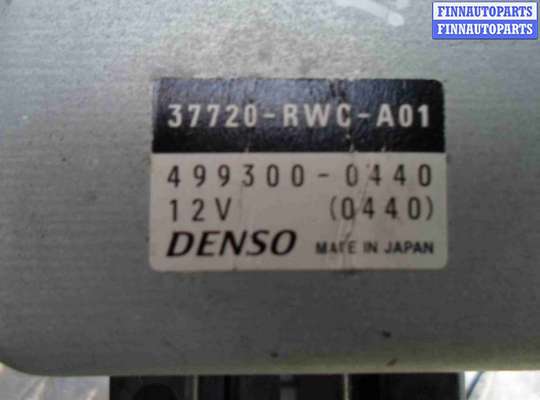 FINNAUTOPARTS
FINNAUTOPARTS
37720-RWC-A01
499300-0440
12V (0440)
DENSO MADE IN JAPAN